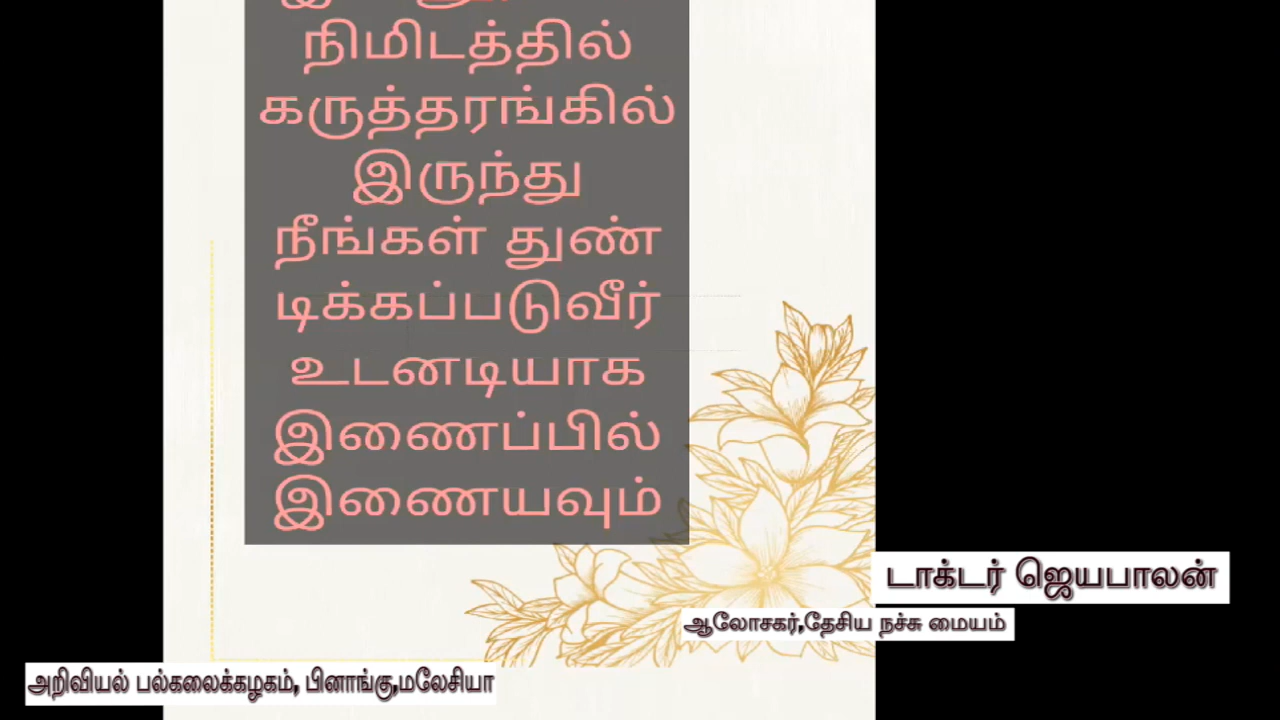 நிமிடத்தில்
கருத்தரங்கில்
இருந்து
நீங்கள் துண்
டிக்கப்படுவீர்
உடனடியாக
இணைப்பில்
இணையவும்
டாக்டர் ஜெயபாலன்
ஆலோசகர்,தேசிய நச்சு மையம்
அறிவியல் பல்கலைக்கழகம், பினாங்கு,மலேசியா